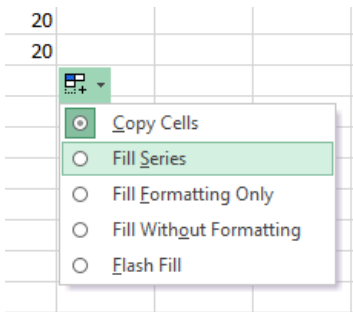 20
20
Copy Cells
Fill Series
Fill Formatting Only
Fill Without Formatting
Flash Fill